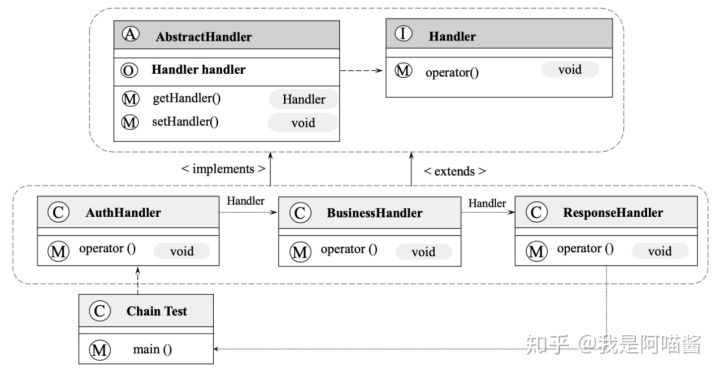 A AbstractHandler
O Handler handler
M getHandler() Handler
M setHandler() void
I Handler
M operator() void
< implements >
< extends >
C AuthHandler
M operator () void
Handler
C BusinessHandler
M operator () void
Handler
C ResponseHandler
M operator () void
C Chain Test
M main ()
知乎 @我是阿喵酱